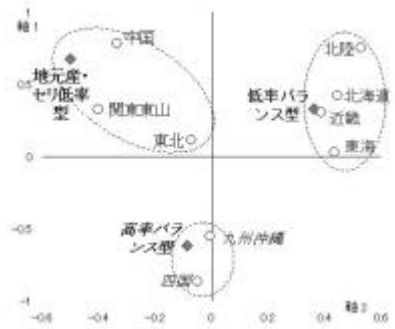 1
軸1
中国
北陸
地元産・
セリ低率
型
0.5
関東東山
低率バラ
ンス型
北海道
近畿
東北
東海
0
高率バラ
ンス型
-0.5
九州沖縄
四国
-1
-0.6
-0.4
-0.2
0
0.2
0.4
0.6
軸2